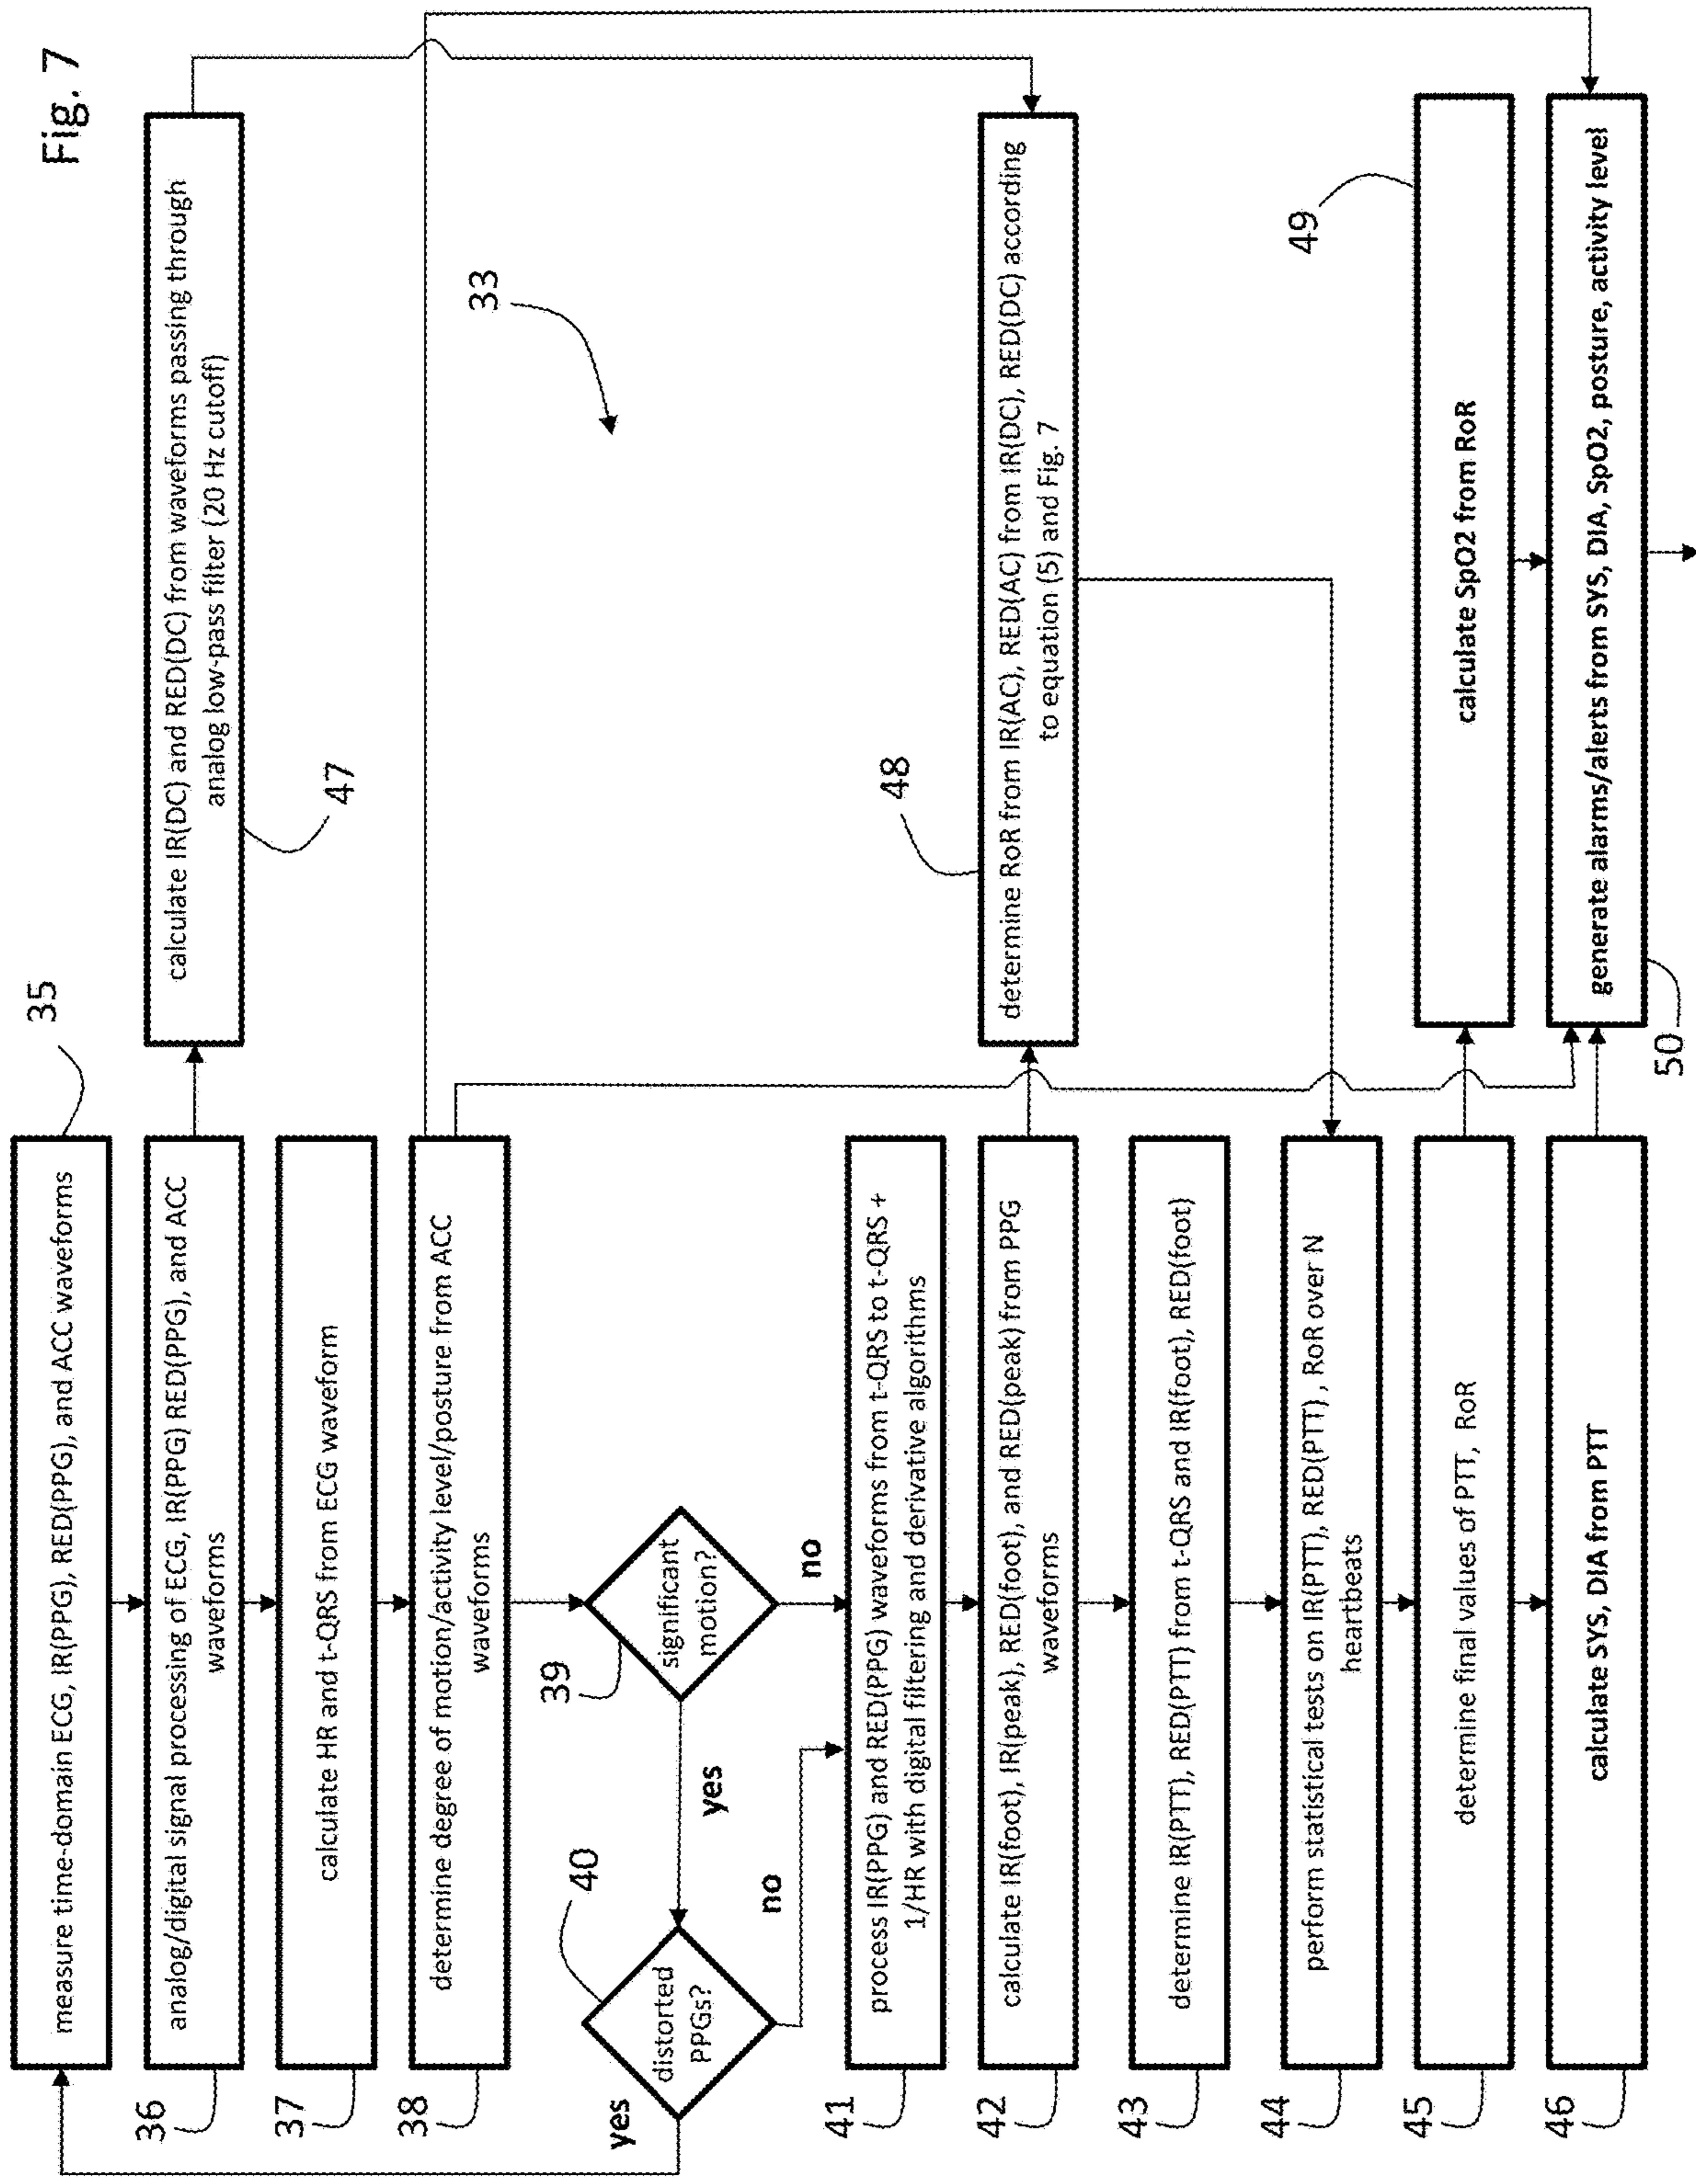 Fig. 7
35
measure time-domain ECG, IR(PPG), RED(PPG), and ACC waveforms
36
analog/digital signal processing of ECG, IR(PPG) RED(PPG), and ACC
waveforms
calculate IR(DC) and RED(DC) from waveforms passing through
analog low-pass filter (20 Hz cutoff)
47
37
calculate HR and t-QRS from ECG waveform
38
determine degree of motion/activity level/posture from ACC
waveforms
33
39
significant
motion?
yes
no
40
distorted
PPGs?
yes
no
41
process IR(PPG) and RED(PPG) waveforms from t-QRS to t-QRS +
1/HR with digital filtering and derivative algorithms
42
calculate IR(foot), IR(peak), RED(foot), and RED(peak) from PPG
waveforms
48
determine RoR from IR(AC), RED(AC) from IR(DC), RED(DC) according
to equation (5) and Fig. 7
43
determine IR(PTT), RED(PTT) from t-QRS and IR(foot), RED(foot)
44
perform statistical tests on IR(PTT), RED(PTT), RoR over N
heartbeats
45
determine final values of PTT, RoR
49
calculate SpO2 from RoR
46
calculate SYS, DIA from PTT
generate alarms/alerts from SYS, DIA, SpO2, posture, activity level
50